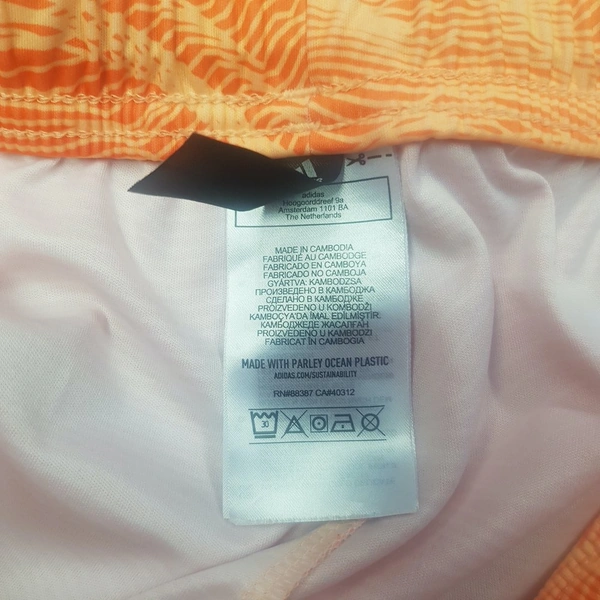 adidas
Hoogoorddreef 9a
Amsterdam 1101 BA
The Netherlands
MADE IN CAMBODIA
FABRIQUÉ AU CAMBODGE
FABRICADO EN CAMBOYA
FABRICADO NO CAMBOJA
GYÁRTVA: KAMBODZSA
ПРОИЗВЕДЕНО В КАМБОДЖА
СДЕЛАНО В КАМБОДЖЕ
PROIZVEDENO U KOMBODŽI
KAMBOÇYA'DA İMAL EDİLMİŞTİR.
КАМБОДЖЕДЕ ЖАСАЛҒАН
PROIZVEDENO U KAMBODŽI
FABRICAT ÎN CAMBOGIA
MADE WITH PARLEY OCEAN PLASTIC
ADIDAS.COM/SUSTAINABILITY
RN#88387 CA#40312
30